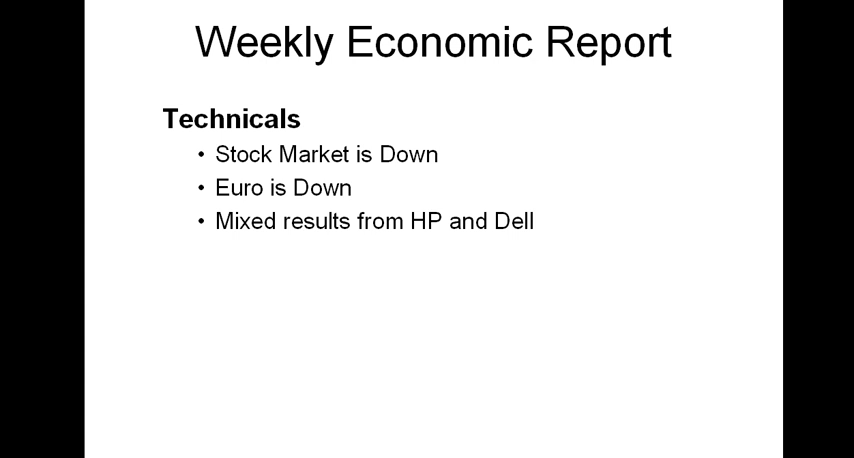 Weekly Economic Report
Technicals
• Stock Market is Down
• Euro is Down
• Mixed results from HP and Dell